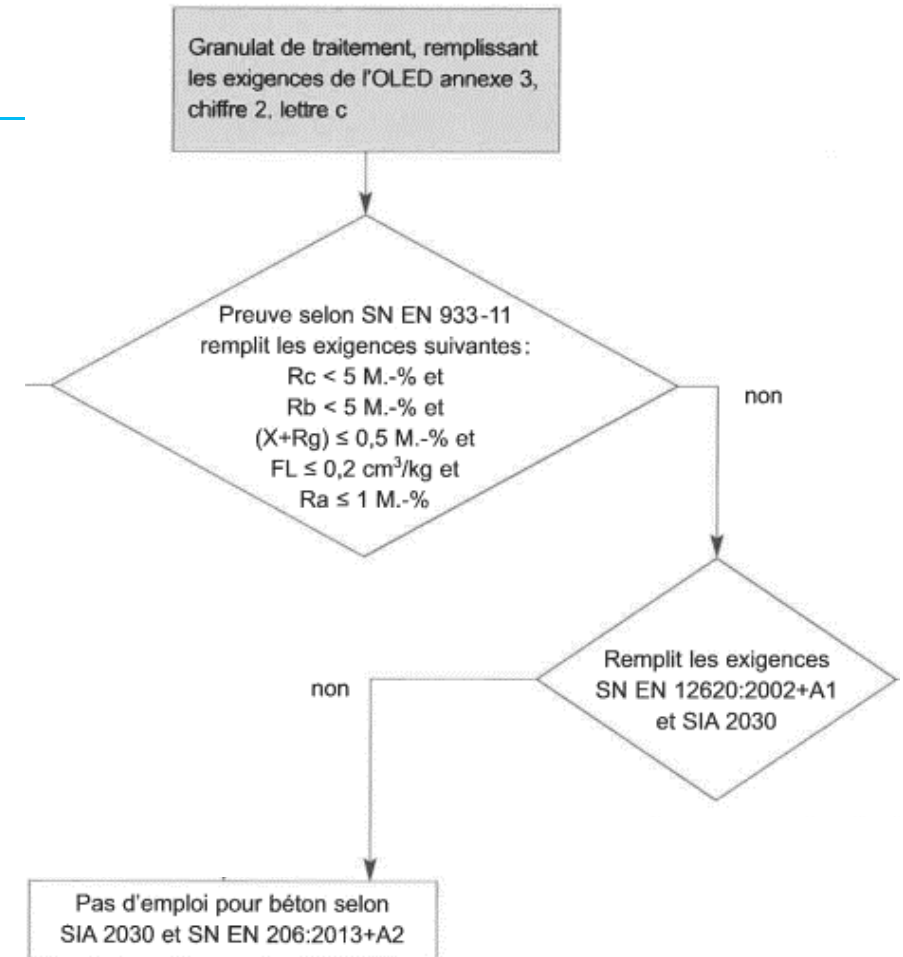 Granulat de traitement, remplissant
les exigences de l'OLED annexe 3,
chiffre 2, lettre c
Preuve selon SN EN 933-11
remplit les exigences suivantes:
Rc < 5 M.-% et
Rb < 5 M.-% et
(X+Rg) ≤ 0,5 M.-% et
FL ≤ 0,2 cm³/kg et
Ra ≤ 1 M.-%
non
Remplit les exigences
SN EN 12620:2002+A1
et SIA 2030
non
Pas d'emploi pour béton selon
SIA 2030 et SN EN 206:2013+A2